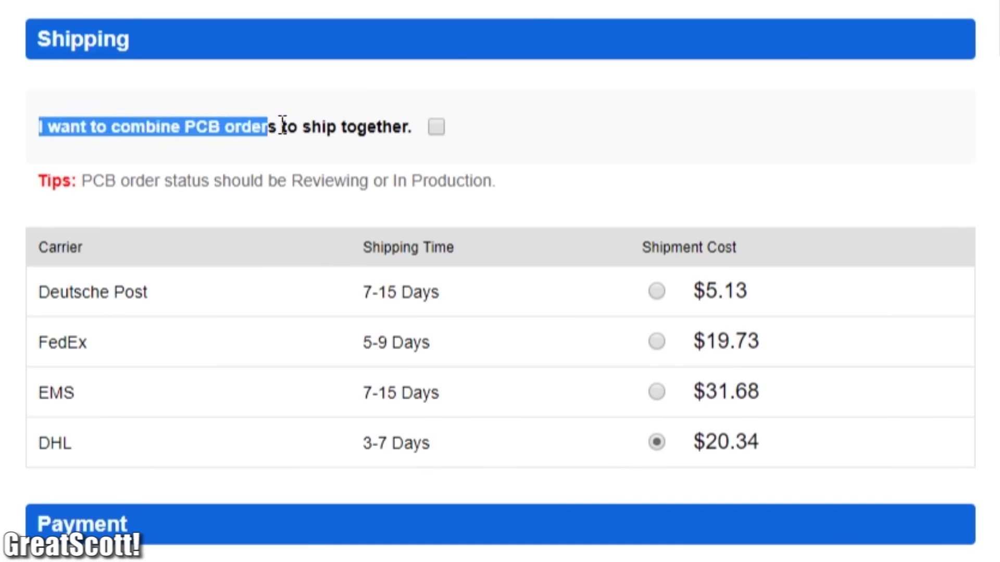 Shipping
I want to combine PCB orders to ship together.
Tips: PCB order status should be Reviewing or In Production.
Carrier Shipping Time Shipment Cost
Deutsche Post 7-15 Days $5.13
FedEx 5-9 Days $19.73
EMS 7-15 Days $31.68
DHL 3-7 Days $20.34
Payment
GreatScott!